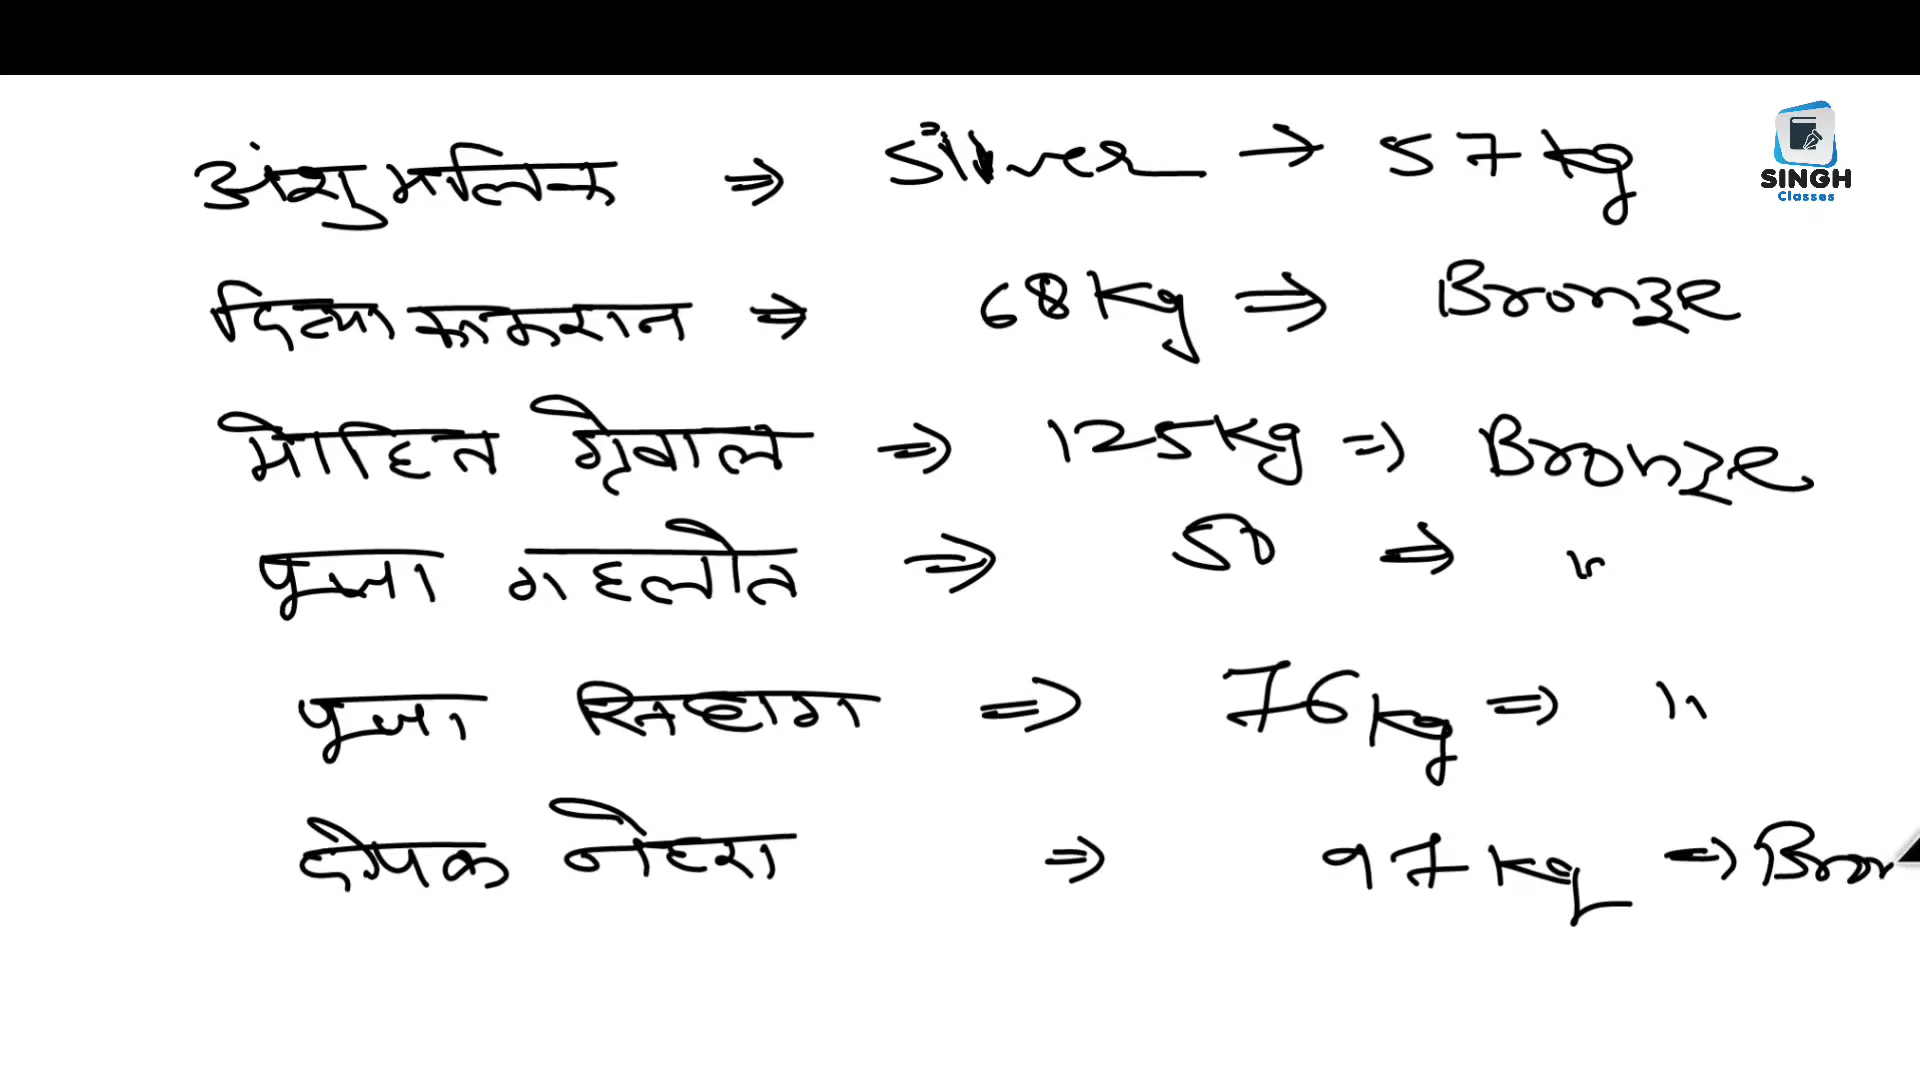 SINGH
Classes
अंशु मलिक ⇒ Silver → 57 kg
दिव्या काकरान ⇒ 68 Kg ⇒ Bronze
मोहित ग्रेवाल ⇒ 125 Kg ⇒ Bronze
पूजा गहलोत ⇒ 50 ⇒ "
पूजा सिहाग ⇒ 76 kg ⇒ "
दीपक नेहरा ⇒ 97 kg ⇒ Bron